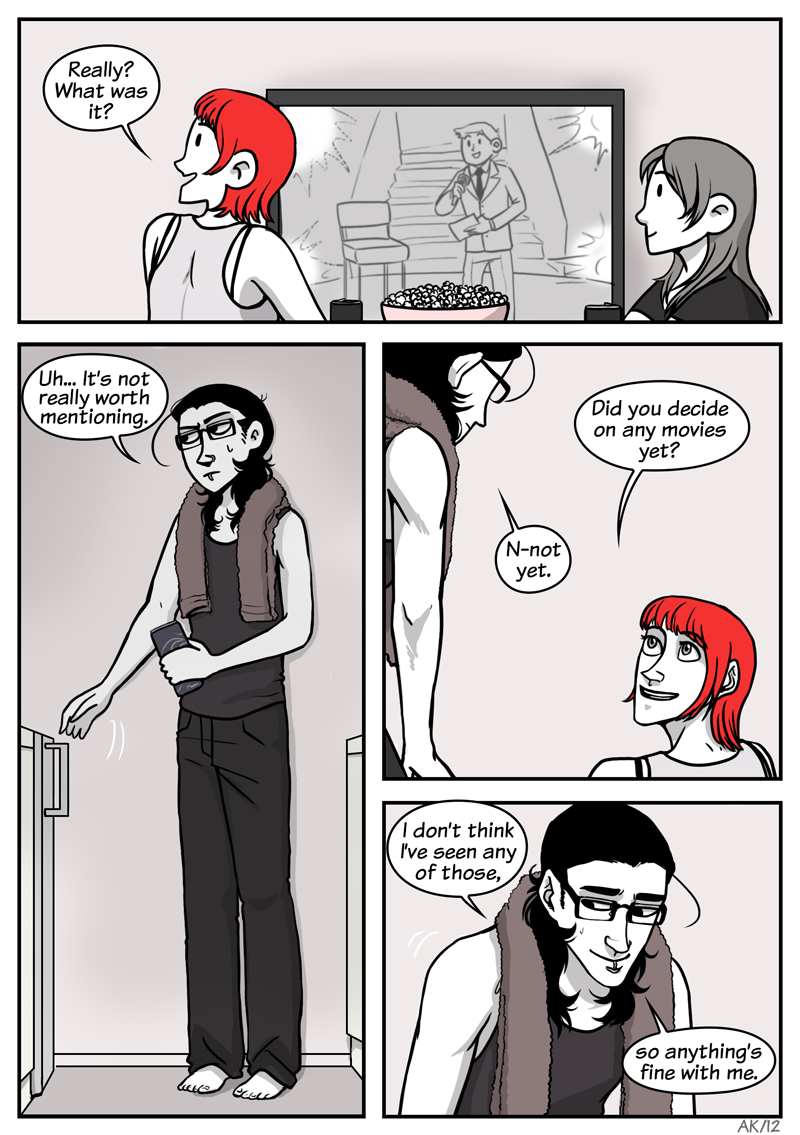 Really?
What was
it?
Uh... It's not
really worth
mentioning.
Did you decide
on any movies
yet?
N-not
yet.
I don't think
I've seen any
of those,
so anything's
fine with me.
AK/12